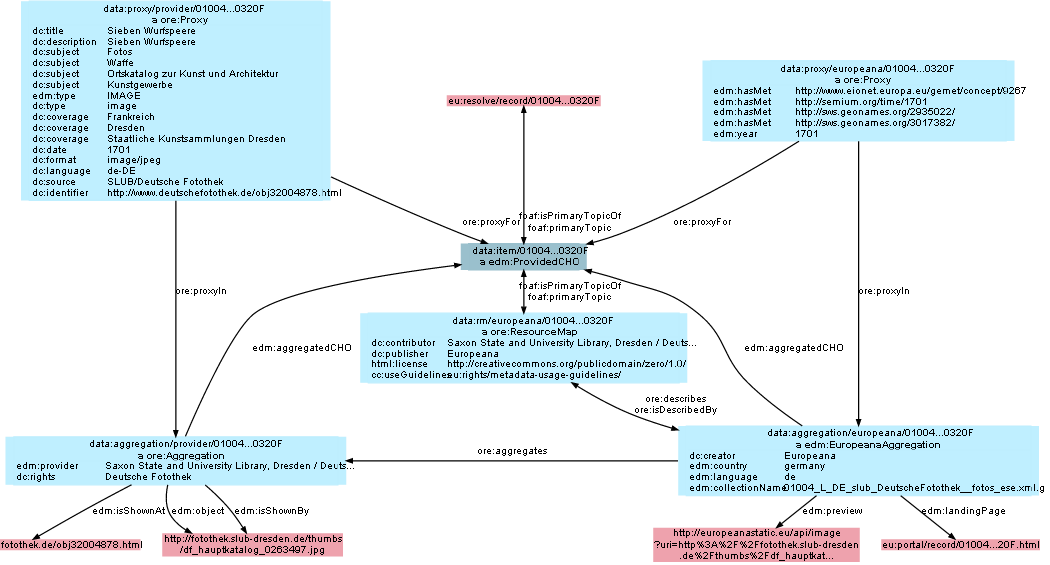 data:proxy/provider/01004...0320F
a ore:Proxy
dc:title Sieben Wurfspeere
dc:description Sieben Wurfspeere
dc:subject Fotos
dc:subject Waffe
dc:subject Ortskatalog zur Kunst und Architektur
dc:subject Kunstgewerbe
edm:type IMAGE
dc:type image
dc:coverage Frankreich
dc:coverage Dresden
dc:coverage Staatliche Kunstsammlungen Dresden
dc:date 1701
dc:format image/jpeg
dc:language de-DE
dc:source SLUB/Deutsche Fotothek
dc:identifier http://www.deutschefotothek.de/obj32004878.html
data:proxy/europeana/01004...0320F
a ore:Proxy
edm:hasMet http://www.eionet.europa.eu/gemet/concept/9267
edm:hasMet http://semium.org/time/1701
edm:hasMet http://sws.geonames.org/2935022/
edm:hasMet http://sws.geonames.org/3017382/
edm:year 1701
eu:resolve/record/01004...0320F
ore:proxyFor
foaf:isPrimaryTopicOf
foaf:primaryTopic
ore:proxyFor
data:item/01004...0320F
a edm:ProvidedCHO
ore:proxyIn
foaf:isPrimaryTopicOf
foaf:primaryTopic
ore:proxyIn
data:rm/europeana/01004...0320F
a ore:ResourceMap
dc:contributor Saxon State and University Library, Dresden / Deuts...
dc:publisher Europeana
html:license http://creativecommons.org/publicdomain/zero/1.0/
cc:useGuidelines eu:rights/metadata-usage-guidelines/
edm:aggregatedCHO
edm:aggregatedCHO
ore:describes
ore:isDescribedBy
data:aggregation/provider/01004...0320F
a ore:Aggregation
edm:provider Saxon State and University Library, Dresden / Deuts...
dc:rights Deutsche Fotothek
ore:aggregates
data:aggregation/europeana/01004...0320F
a edm:EuropeanaAggregation
dc:creator Europeana
edm:country germany
edm:language de
edm:collectionName 01004_L_DE_slub_DeutscheFotothek__fotos_ese.xml.g
edm:isShownAt
edm:object
edm:isShownBy
edm:preview
edm:landingPage
fotothek.de/obj32004878.html
http://fotothek.slub-dresden.de/thumbs
/df_hauptkatalog_0263497.jpg
http://europeanastatic.eu/api/image
?uri=http%3A%2F%2Ffotothek.slub-dresden
.de%2Fthumbs%2Fdf_hauptkat...
eu:portal/record/01004...20F.html